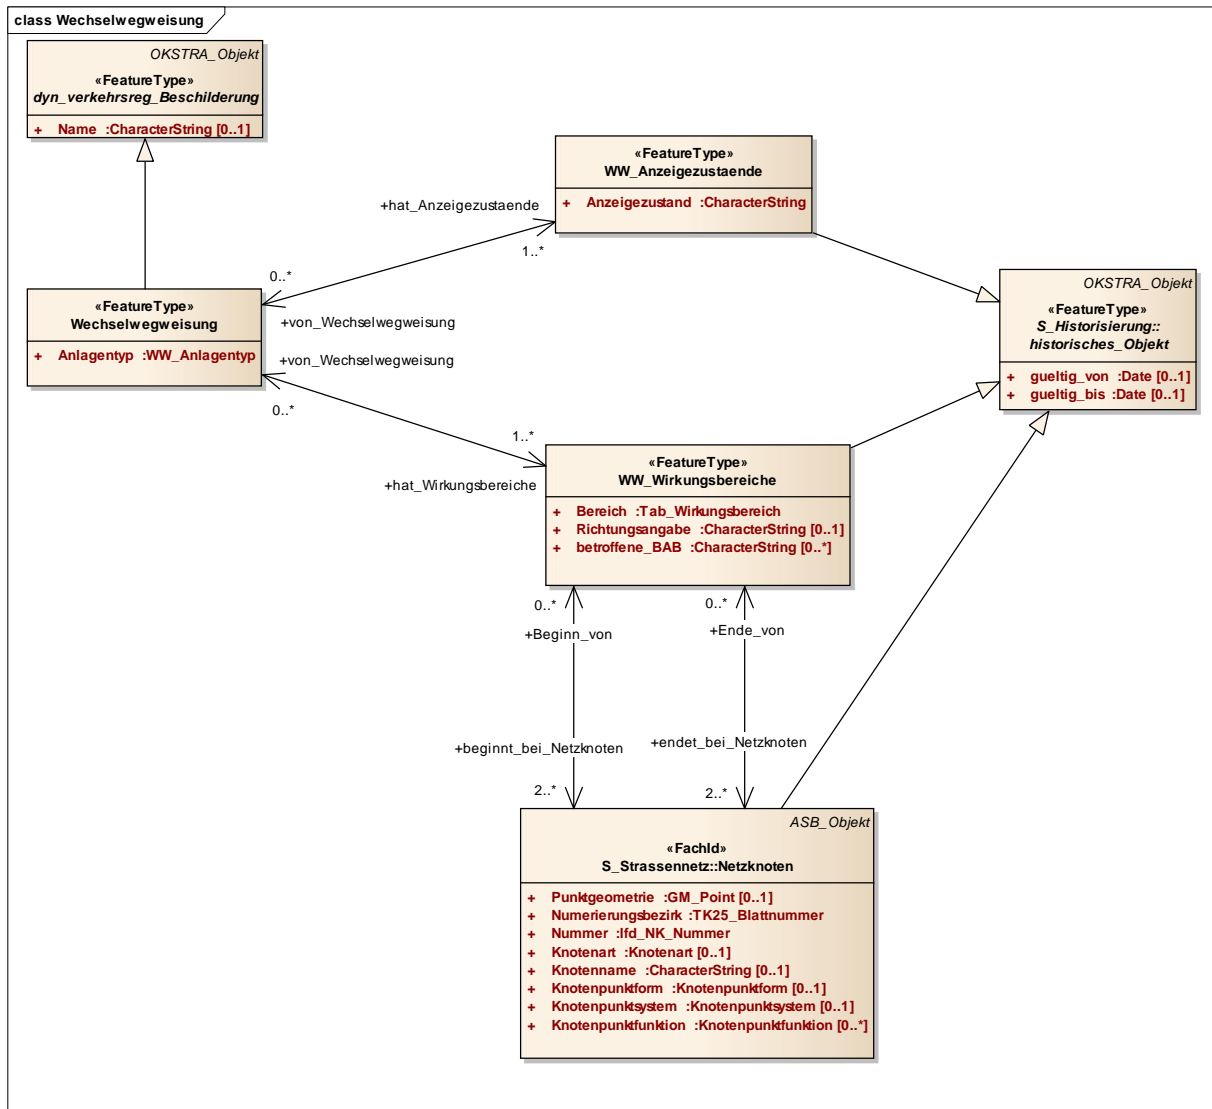 class Wechselwegweisung
OKSTRA_Objekt
«FeatureType»
dyn_verkehrsreg_Beschilderung
+ Name :CharacterString [0..1]
«FeatureType»
WW_Anzeigezustaende
+ Anzeigezustand :CharacterString
+hat_Anzeigezustaende
1..*
0..*
+von_Wechselwegweisung
«FeatureType»
Wechselwegweisung
+ Anlagentyp :WW_Anlagentyp
+von_Wechselwegweisung
0..*
1..*
+hat_Wirkungsbereiche
OKSTRA_Objekt
«FeatureType»
S_Historisierung::
historisches_Objekt
+ gueltig_von :Date [0..1]
+ gueltig_bis :Date [0..1]
«FeatureType»
WW_Wirkungsbereiche
+ Bereich :Tab_Wirkungsbereich
+ Richtungsangabe :CharacterString [0..1]
+ betroffene_BAB :CharacterString [0..*]
0..*
+Beginn_von
0..*
+Ende_von
+beginnt_bei_Netzknoten
2..*
+endet_bei_Netzknoten
2..*
ASB_Objekt
«FachId»
S_Strassennetz::Netzknoten
+ Punktgeometrie :GM_Point [0..1]
+ Numerierungsbezirk :TK25_Blattnummer
+ Nummer :lfd_NK_Nummer
+ Knotenart :Knotenart [0..1]
+ Knotenname :CharacterString [0..1]
+ Knotenpunktform :Knotenpunktform [0..1]
+ Knotenpunktsystem :Knotenpunktsystem [0..1]
+ Knotenpunktfunktion :Knotenpunktfunktion [0..*]